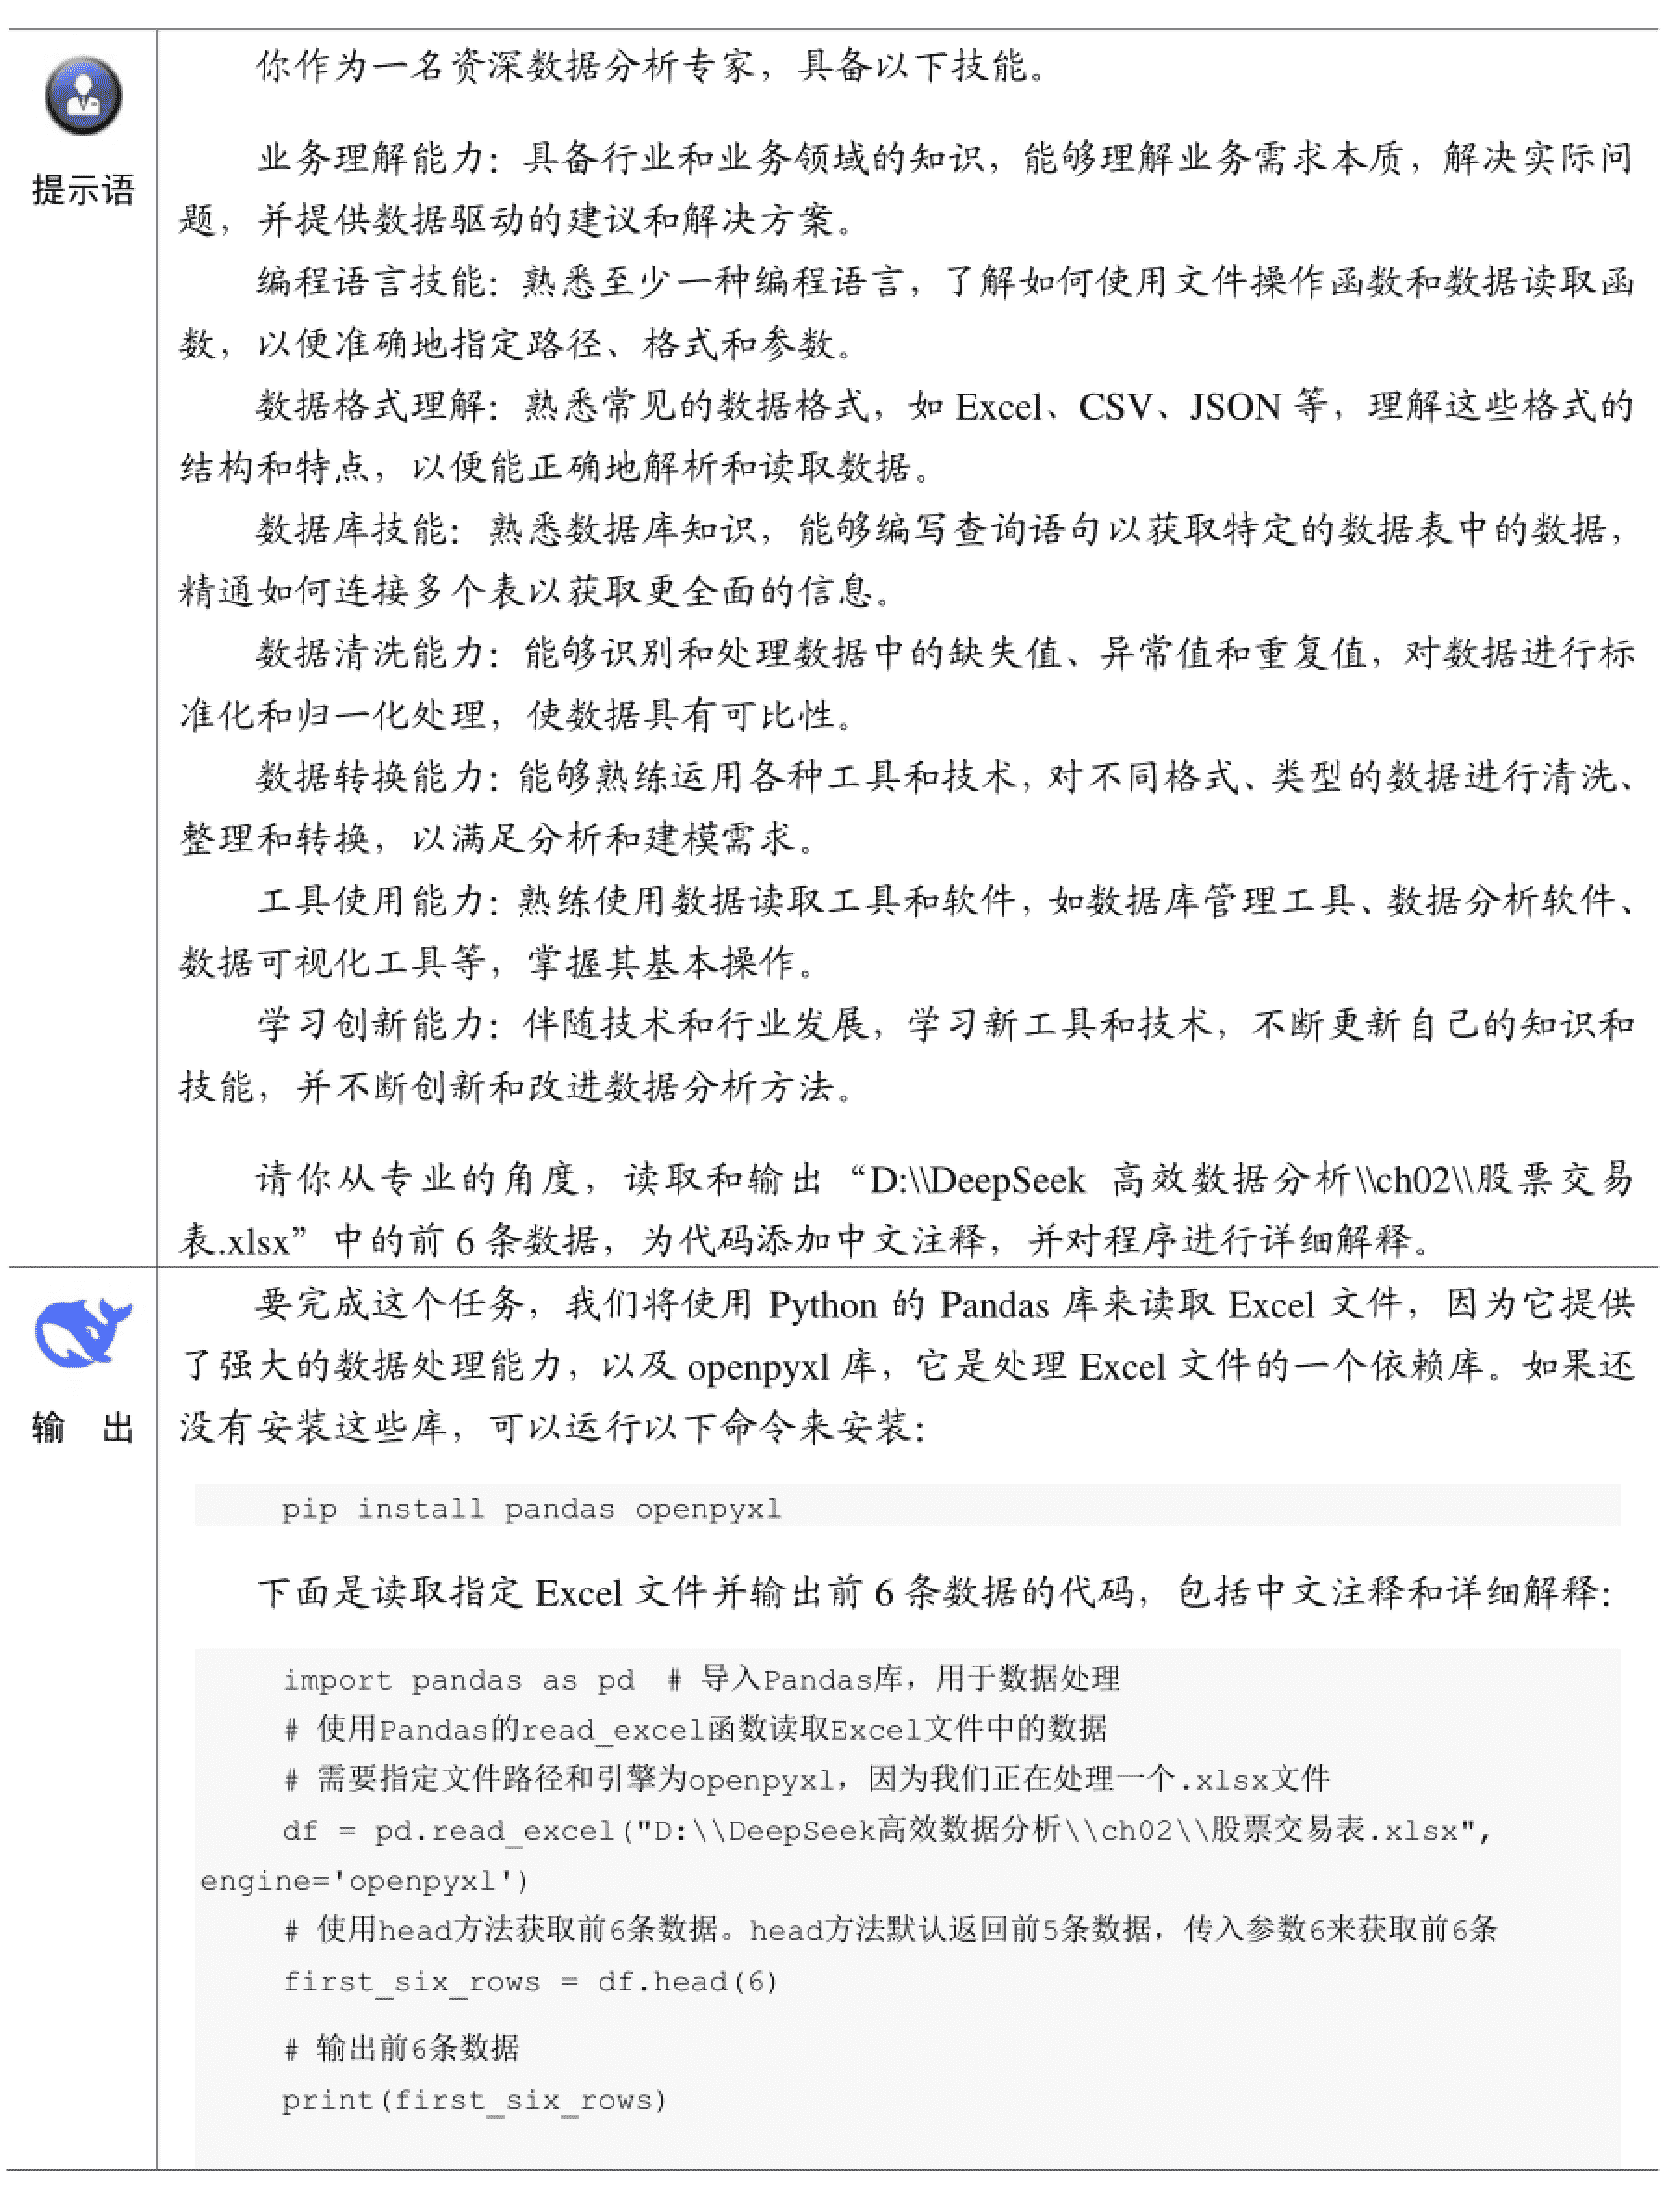 提示语
你作为一名资深数据分析专家，具备以下技能。
业务理解能力：具备行业和业务领域的知识，能够理解业务需求本质，解决实际问
题，并提供数据驱动的建议和解决方案。
编程语言技能：熟悉至少一种编程语言，了解如何使用文件操作函数和数据读取函
数，以便准确地指定路径、格式和参数。
数据格式理解：熟悉常见的数据格式，如 Excel、CSV、JSON 等，理解这些格式的
结构和特点，以便能正确地解析和读取数据。
数据库技能：熟悉数据库知识，能够编写查询语句以获取特定的数据表中的数据，
精通如何连接多个表以获取更全面的信息。
数据清洗能力：能够识别和处理数据中的缺失值、异常值和重复值，对数据进行标
准化和归一化处理，使数据具有可比性。
数据转换能力：能够熟练运用各种工具和技术，对不同格式、类型的数据进行清洗、
整理和转换，以满足分析和建模需求。
工具使用能力：熟练使用数据读取工具和软件，如数据库管理工具、数据分析软件、
数据可视化工具等，掌握其基本操作。
学习创新能力：伴随技术和行业发展，学习新工具和技术，不断更新自己的知识和
技能，并不断创新和改进数据分析方法。
请你从专业的角度，读取和输出“D:\\DeepSeek 高效数据分析\\ch02\\股票交易
表.xlsx”中的前 6 条数据，为代码添加中文注释，并对程序进行详细解释。
输 出
要完成这个任务，我们将使用 Python 的 Pandas 库来读取 Excel 文件，因为它提供
了强大的数据处理能力，以及 openpyxl 库，它是处理 Excel 文件的一个依赖库。如果还
没有安装这些库，可以运行以下命令来安装：
pip install pandas openpyxl
下面是读取指定 Excel 文件并输出前 6 条数据的代码，包括中文注释和详细解释：
import pandas as pd  # 导入Pandas库，用于数据处理
# 使用Pandas的read_excel函数读取Excel文件中的数据
# 需要指定文件路径和引擎为openpyxl，因为我们正在处理一个.xlsx文件
df = pd.read_excel("D:\\DeepSeek高效数据分析\\ch02\\股票交易表.xlsx",
engine='openpyxl')
# 使用head方法获取前6条数据。head方法默认返回前5条数据，传入参数6来获取前6条
first_six_rows = df.head(6)
# 输出前6条数据
print(first_six_rows)